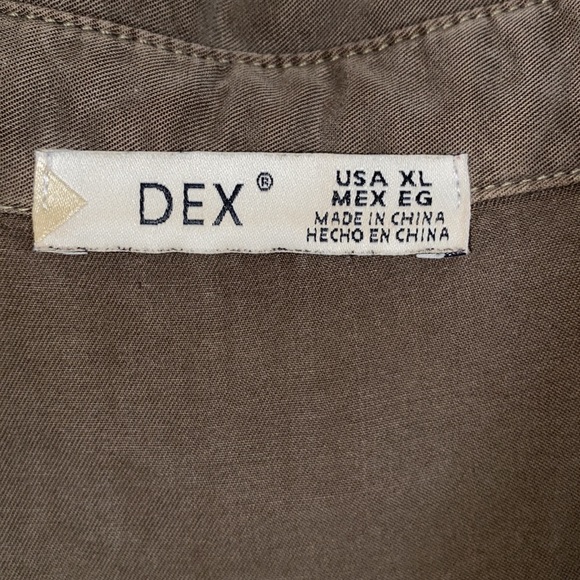 DEX®
USA XL
MEX EG
MADE IN CHINA
HECHO EN CHINA